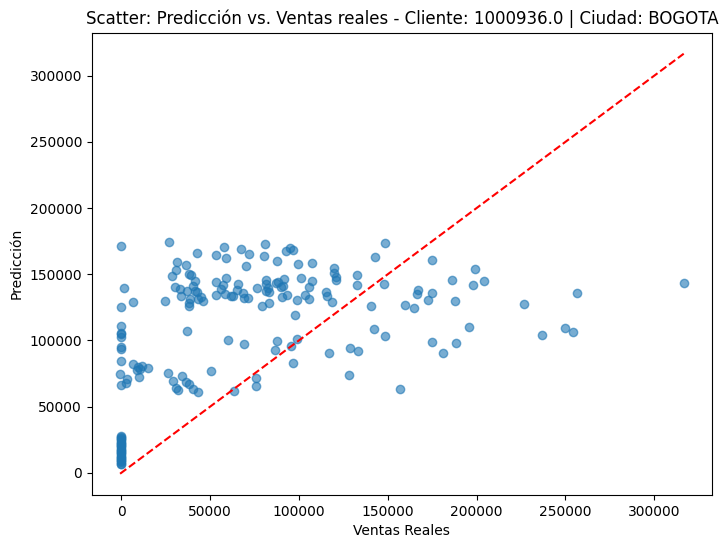 Scatter: Predicción vs. Ventas reales - Cliente: 1000936.0 | Ciudad: BOGOTA
300000
250000
200000
150000
100000
50000
0
Predicción
0 50000 100000 150000 200000 250000 300000
Ventas Reales